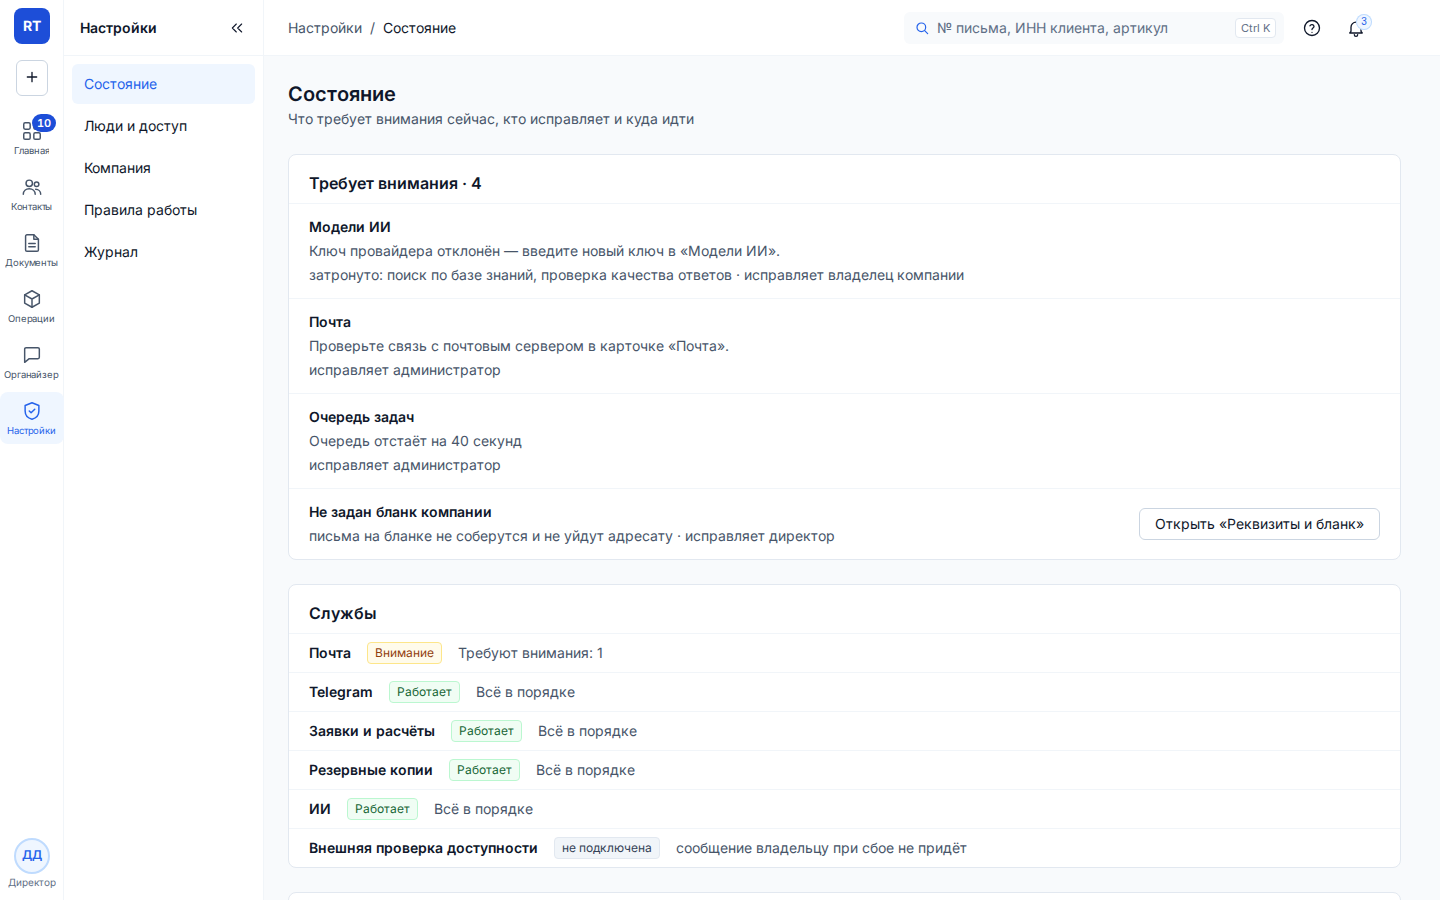 RT
Настройки
Настройки / Состояние
№ письма, ИНН клиента, артикул
Ctrl K
3
10
Главная
Контакты
Документы
Операции
Органайзер
Настройки
ДД
Директор
Состояние
Люди и доступ
Компания
Правила работы
Журнал
Состояние
Что требует внимания сейчас, кто исправляет и куда идти
Требует внимания · 4
Модели ИИ
Ключ провайдера отклонён — введите новый ключ в «Модели ИИ».
затронуто: поиск по базе знаний, проверка качества ответов · исправляет владелец компании
Почта
Проверьте связь с почтовым сервером в карточке «Почта».
исправляет администратор
Очередь задач
Очередь отстаёт на 40 секунд
исправляет администратор
Не задан бланк компании
письма на бланке не соберутся и не уйдут адресату · исправляет директор
Открыть «Реквизиты и бланк»
Службы
Почта Внимание Требуют внимания: 1
Telegram Работает Всё в порядке
Заявки и расчёты Работает Всё в порядке
Резервные копии Работает Всё в порядке
ИИ Работает Всё в порядке
Внешняя проверка доступности не подключена сообщение владельцу при сбое не придёт